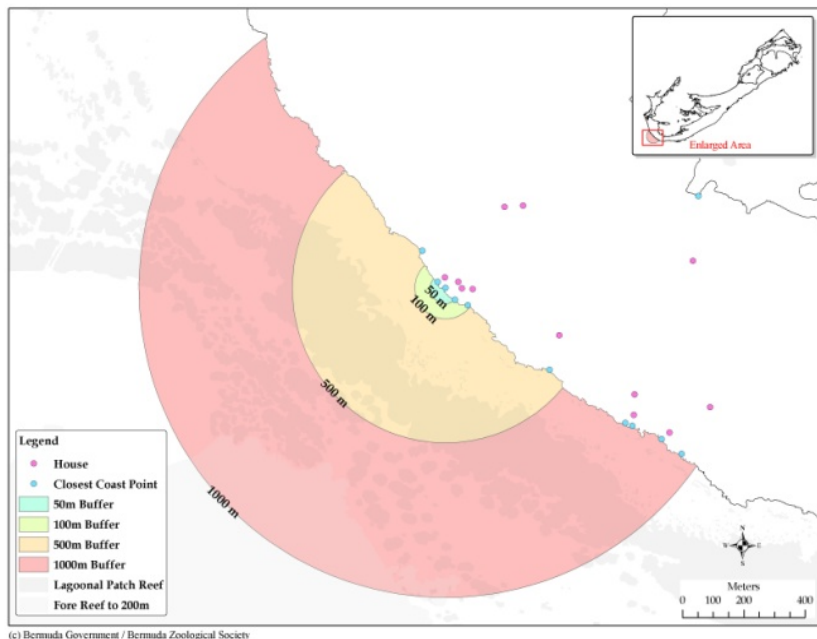 Enlarged Area
50 m
100 m
500 m
1000 m
Legend
House
Closest Coast Point
50m Buffer
100m Buffer
500m Buffer
1000m Buffer
Lagoonal Patch Reef
Fore Reef to 200m
N
W E
S
Meters
0 100 200 400
(c) Bermuda Government / Bermuda Zoological Society